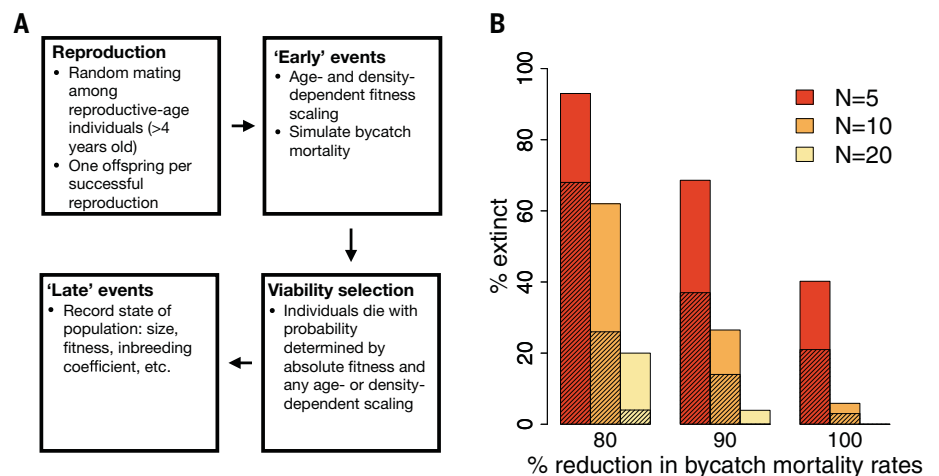 A
Reproduction
• Random mating
among
reproductive-age
individuals (>4
years old)
• One offspring per
successful
reproduction
‘Early’ events
• Age- and density-
dependent fitness
scaling
• Simulate bycatch
mortality
‘Late’ events
• Record state of
population: size,
fitness, inbreeding
coefficient, etc.
Viability selection
• Individuals die with
probability
determined by
absolute fitness and
any age- or density-
dependent scaling
B
% extinct
100
80
60
40
20
0
N=5
N=10
N=20
80 90 100
% reduction in bycatch mortality rates